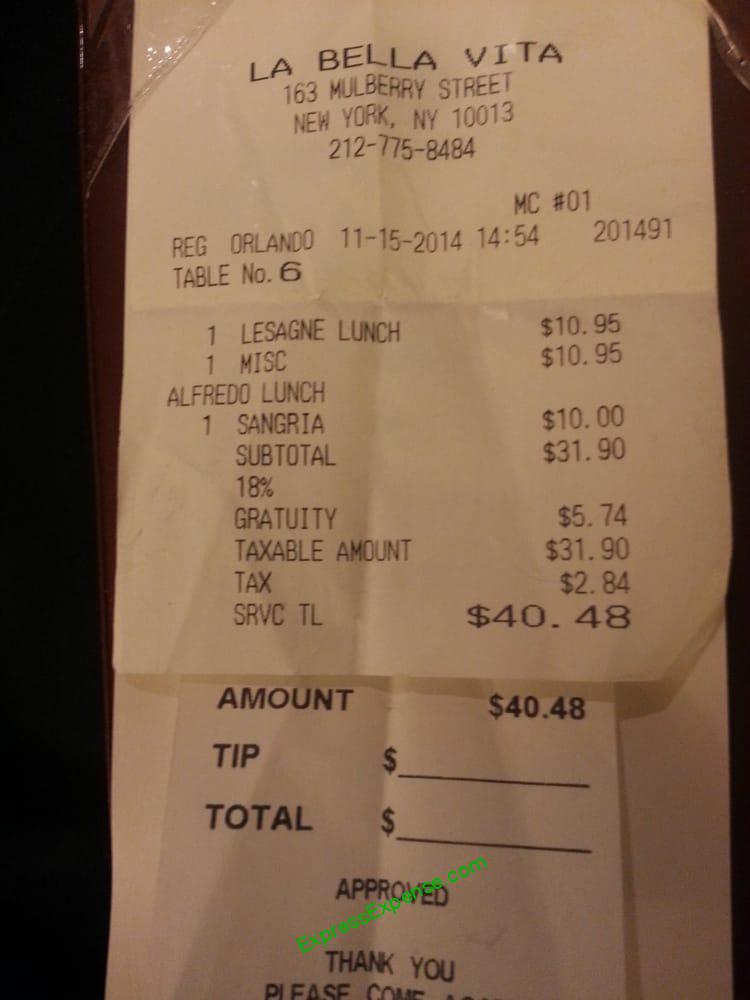 LA BELLA VITA
163 MULBERRY STREET
NEW YORK, NY 10013
212-775-8484
MC #01
REG ORLANDO 11-15-2014 14:54 201491
TABLE No. 6
1 LESAGNE LUNCH $10.95
1 MISC $10.95
ALFREDO LUNCH
1 SANGRIA $10.00
SUBTOTAL $31.90
18%
GRATUITY $5.74
TAXABLE AMOUNT $31.90
TAX $2.84
SRVC TL $40.48
AMOUNT $40.48
TIP $
TOTAL $
APPROVED
ExpressExpense.com
THANK YOU
PLEASE COME